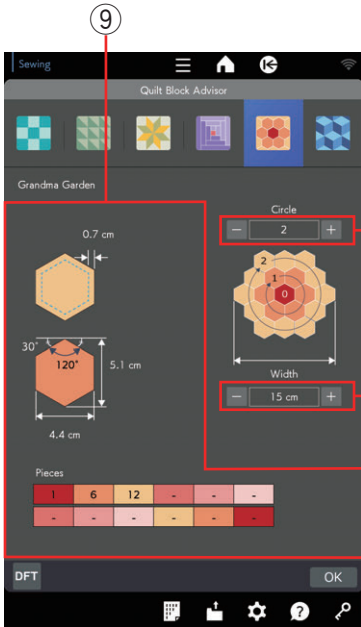 ⑨
Sewing
Quilt Block Advisor
Grandma Garden
0.7 cm
30°
120°
5.1 cm
4.4 cm
Circle
− 2 +
2
1
0
Width
− 15 cm +
Pieces
1 6 12 - - -
- - - - - -
DFT
OK
?